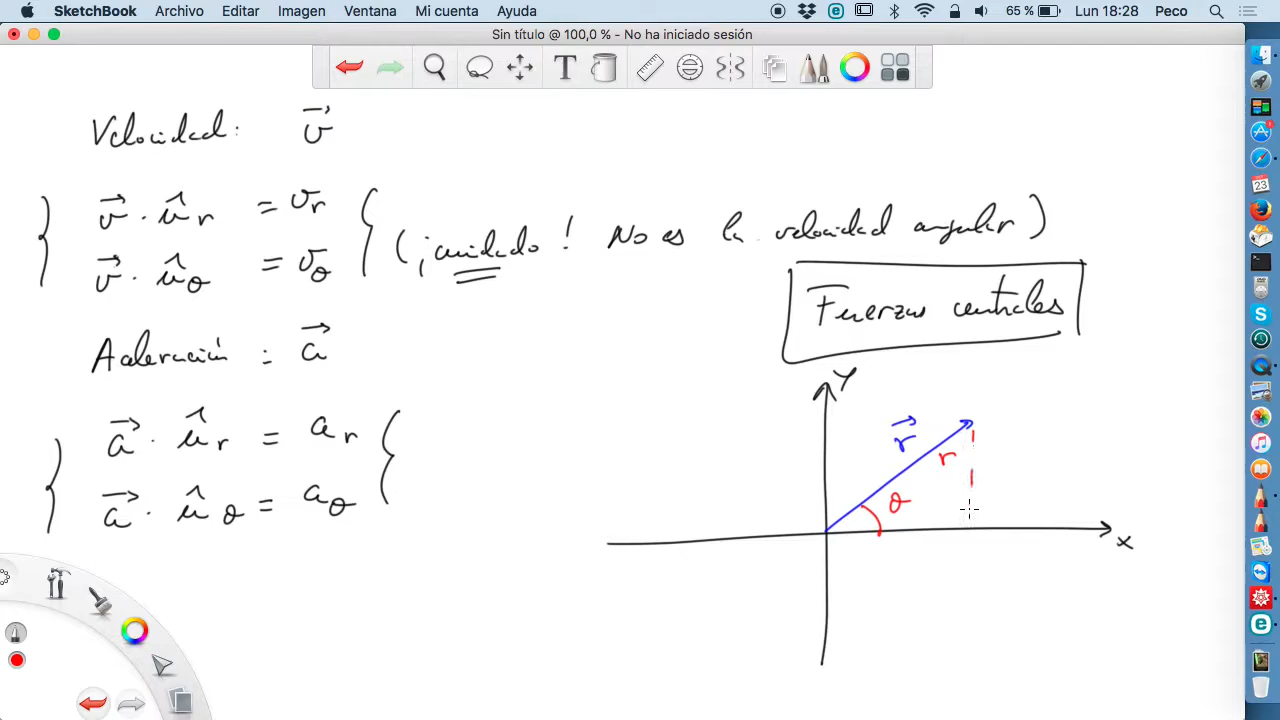 SketchBook Archivo Editar Imagen Ventana Mi cuenta Ayuda 65 % Lun 18:28 Peco
Sin título @ 100,0 % - No ha iniciado sesión
Velocidad: v⃗
{ v⃗ · û_r = v_r {
v⃗ · û_θ = v_θ (¡cuidado! No es la velocidad angular)
Fuerzas centrales
Aceleración : a⃗
{ a⃗ · û_r = a_r {
a⃗ · û_θ = a_θ
Y
r⃗
r
θ
x
23